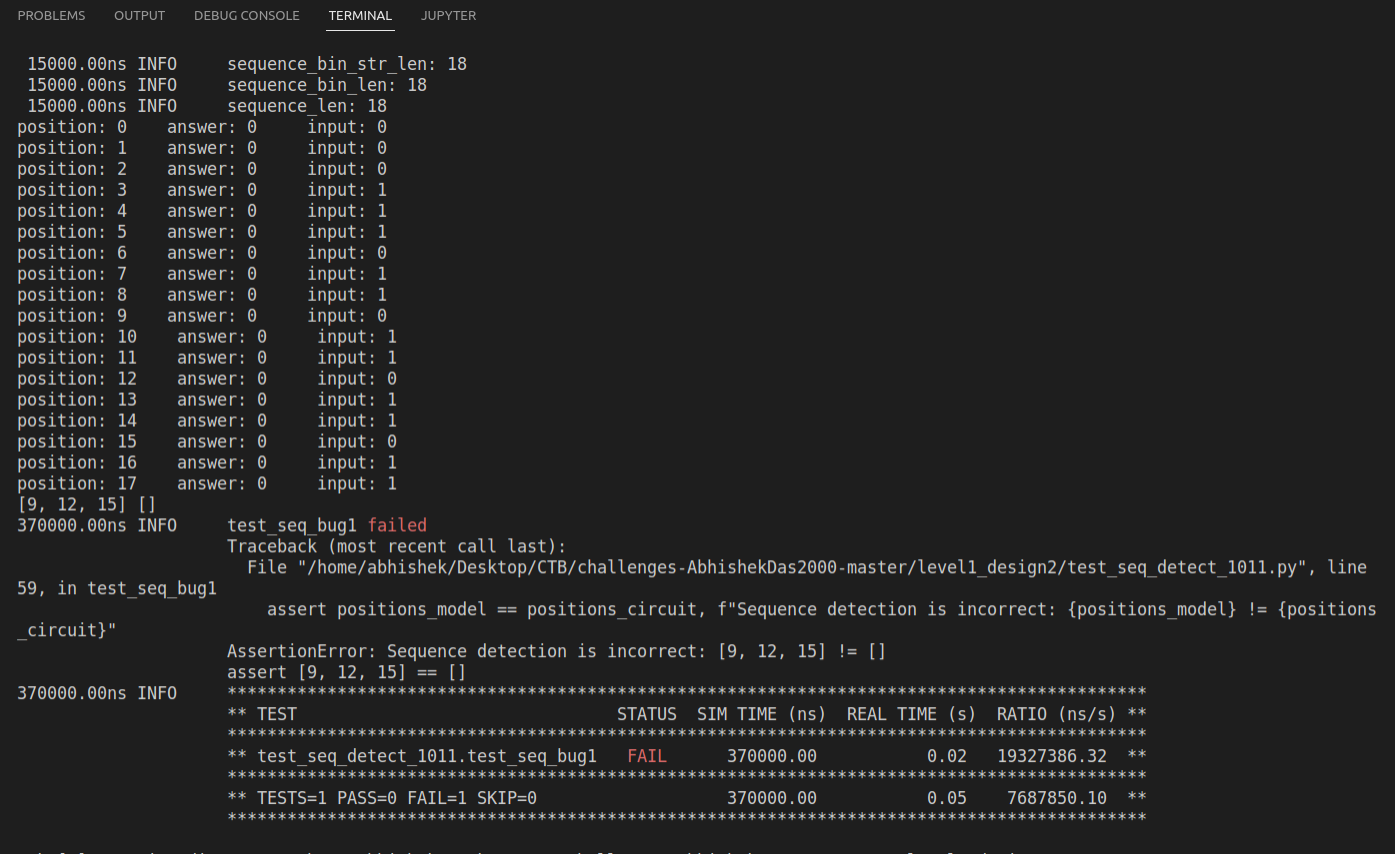 PROBLEMS OUTPUT DEBUG CONSOLE TERMINAL JUPYTER
15000.00ns INFO sequence_bin_str_len: 18
15000.00ns INFO sequence_bin_len: 18
15000.00ns INFO sequence_len: 18
position: 0 answer: 0 input: 0
position: 1 answer: 0 input: 0
position: 2 answer: 0 input: 0
position: 3 answer: 0 input: 1
position: 4 answer: 0 input: 1
position: 5 answer: 0 input: 1
position: 6 answer: 0 input: 0
position: 7 answer: 0 input: 1
position: 8 answer: 0 input: 1
position: 9 answer: 0 input: 0
position: 10 answer: 0 input: 1
position: 11 answer: 0 input: 1
position: 12 answer: 0 input: 0
position: 13 answer: 0 input: 1
position: 14 answer: 0 input: 1
position: 15 answer: 0 input: 0
position: 16 answer: 0 input: 1
position: 17 answer: 0 input: 1
[9, 12, 15] []
370000.00ns INFO test_seq_bug1 failed
Traceback (most recent call last):
File "/home/abhishek/Desktop/CTB/challenges-AbhishekDas2000-master/level1_design2/test_seq_detect_1011.py", line
59, in test_seq_bug1
assert positions_model == positions_circuit, f"Sequence detection is incorrect: {positions_model} != {positions
_circuit}"
AssertionError: Sequence detection is incorrect: [9, 12, 15] != []
assert [9, 12, 15] == []
370000.00ns INFO ********************************************************************************************
** TEST STATUS SIM TIME (ns) REAL TIME (s) RATIO (ns/s) **
********************************************************************************************
** test_seq_detect_1011.test_seq_bug1 FAIL 370000.00 0.02 19327386.32 **
********************************************************************************************
** TESTS=1 PASS=0 FAIL=1 SKIP=0 370000.00 0.05 7687850.10 **
********************************************************************************************